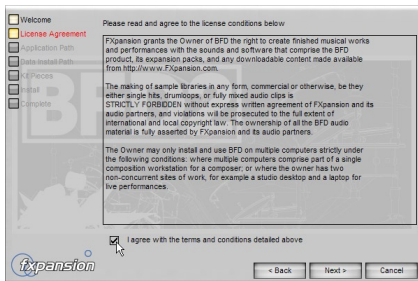 Welcome
License Agreement
Application Path
Data Install Path
Kit Pieces
Install
Complete
Please read and agree to the license conditions below
FXpansion grants the Owner of BFD the right to create finished musical works
and performances with the sounds and software that comprise the BFD
product, its expansion packs, and any downloadable content made available
from http://www.FXpansion.com.
The making of sample libraries in any form, commercial or otherwise, be they
either single hits, drumloops, or fully mixed audio clips is
STRICTLY FORBIDDEN without express written agreement of FXpansion and its
audio partners, and violations will be prosecuted to the full extent of
international and local copyright law. The ownership of all the BFD audio
material is fully asserted by FXpansion and its audio partners.
The Owner may only install and use BFD on multiple computers strictly under
the following conditions: where multiple computers comprise part of a single
composition workstation for a composer; or where the owner has two
non-concurrent sites of work, for example a studio desktop and a laptop for
live performances.
I agree with the terms and conditions detailed above
fxpansion
< Back
Next >
Cancel
BFD